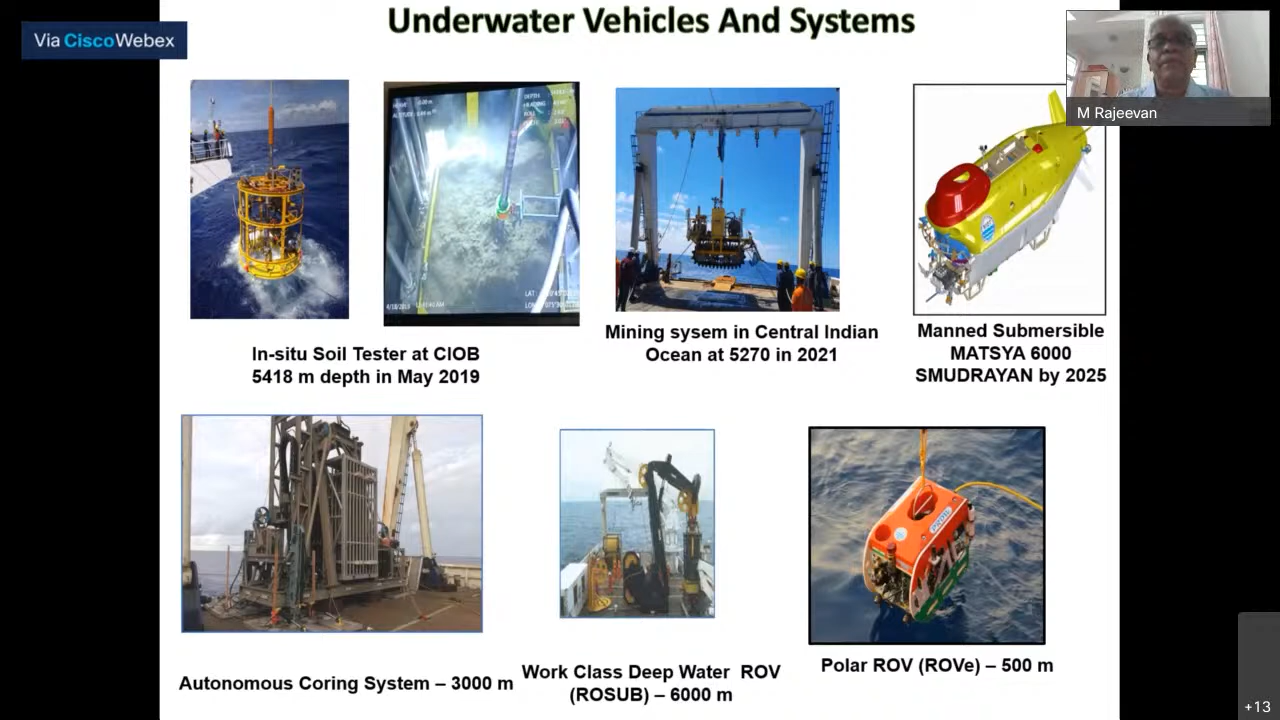 Underwater Vehicles And Systems
Via CiscoWebex
M Rajeevan
In-situ Soil Tester at CIOB
5418 m depth in May 2019
Mining sysem in Central Indian
Ocean at 5270 in 2021
Manned Submersible
MATSYA 6000
SMUDRAYAN by 2025
Autonomous Coring System – 3000 m
Work Class Deep Water ROV
(ROSUB) – 6000 m
Polar ROV (ROVe) – 500 m
+13